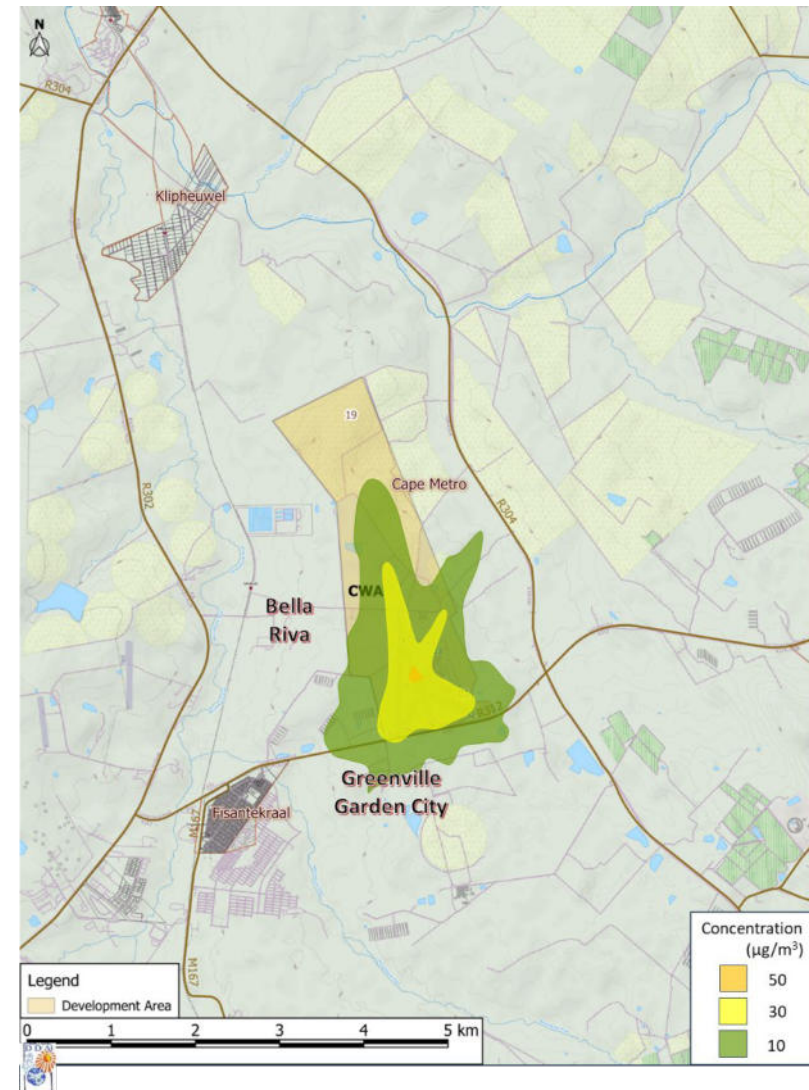 N
R304
Klipheuwel
19
Cape Metro
R302
R304
CWA
Bella
Riva
R312
Greenville
Garden City
Fisantekraal
M167
Legend
Development Area
0 1 2 3 4 5 km
Concentration
(µg/m³)
50
30
10